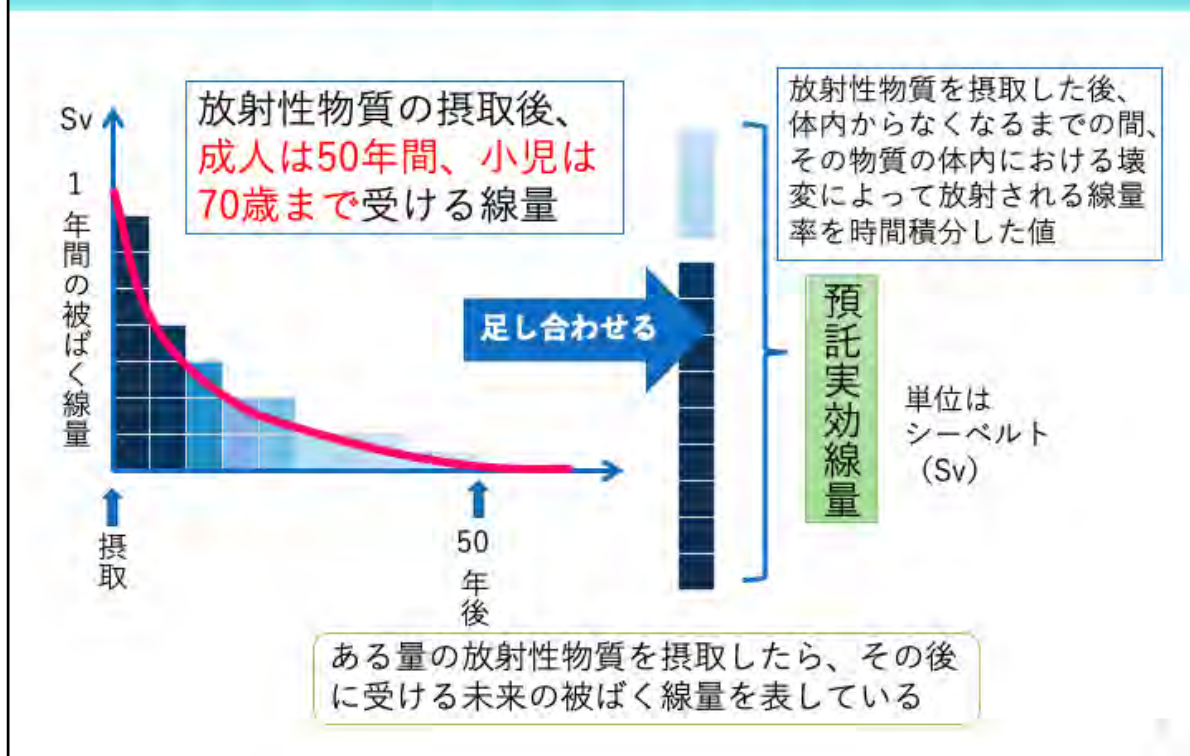 Sv
1
年間の被ばく線量
放射性物質の摂取後、
成人は50年間、小児は
70歳まで受ける線量
足し合わせる
放射性物質を摂取した後、
体内からなくなるまでの間、
その物質の体内における壊
変によって放射される線量
率を時間積分した値
預託実効線量
単位は
シーベルト
（Sv）
摂取
50
年後
ある量の放射性物質を摂取したら、その後
に受ける未来の被ばく線量を表している